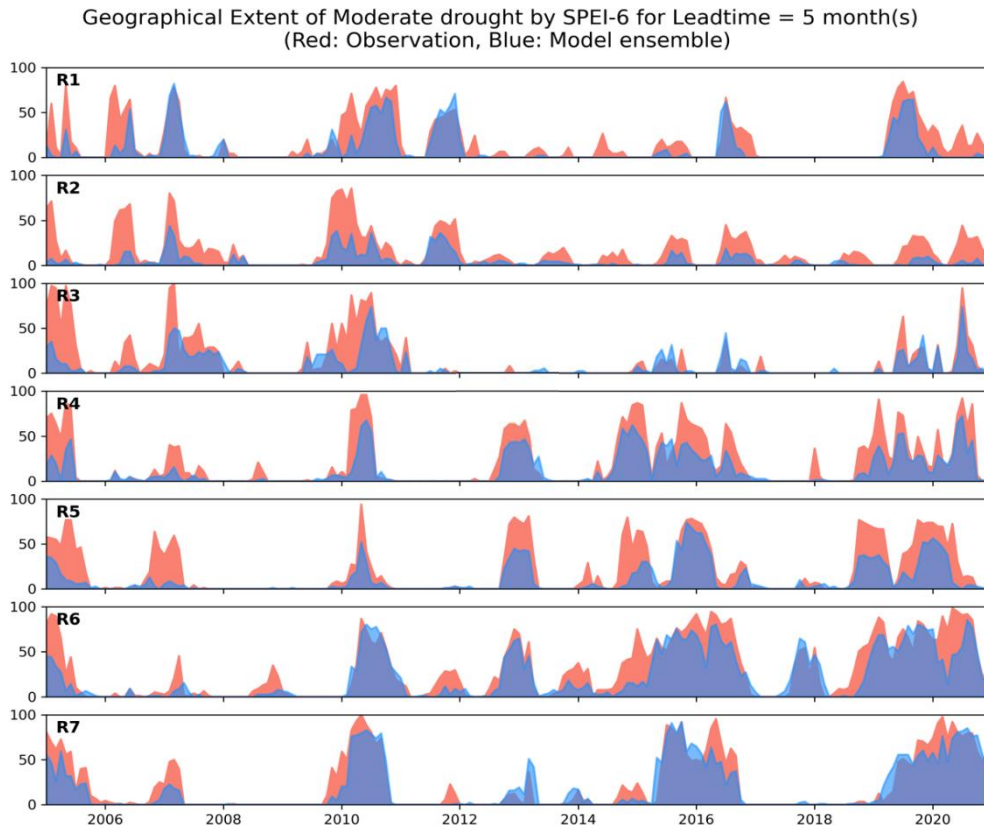 Geographical Extent of Moderate drought by SPEI-6 for Leadtime = 5 month(s)
(Red: Observation, Blue: Model ensemble)
100
R1
50
0
100
R2
50
0
100
R3
50
0
100
R4
50
0
100
R5
50
0
100
R6
50
0
100
R7
50
0
2006 2008 2010 2012 2014 2016 2018 2020